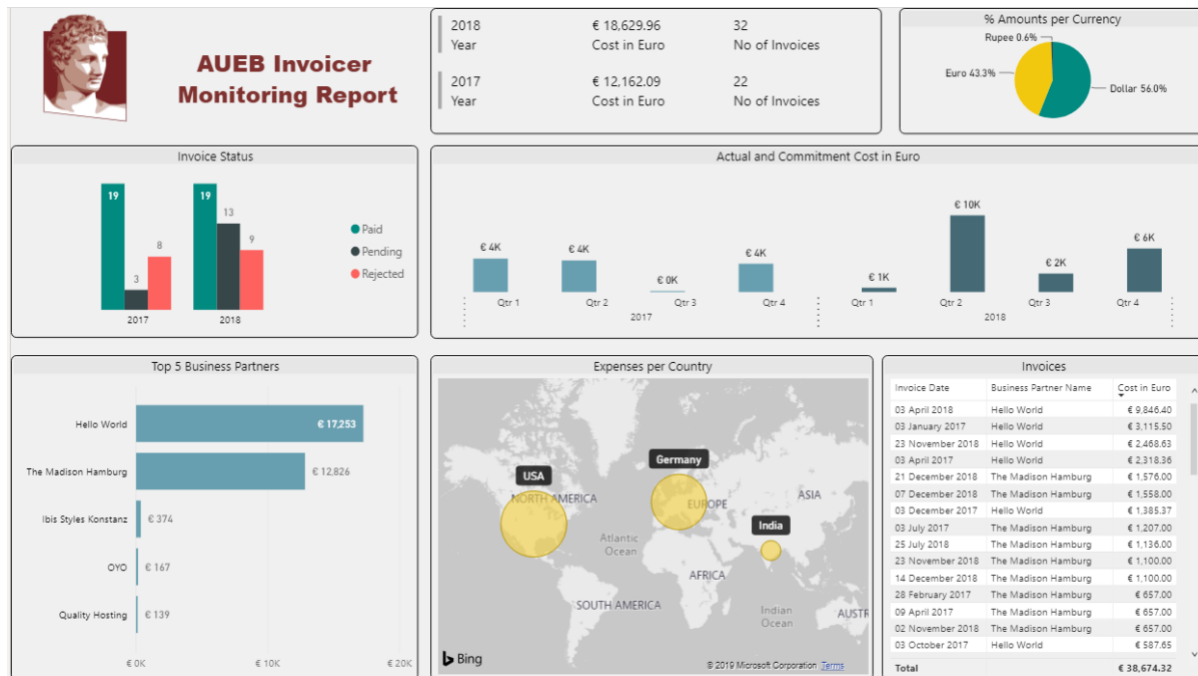 AUEB Invoicer
Monitoring Report
2018 € 18,629.96 32
Year Cost in Euro No of Invoices
2017 € 12,162.09 22
Year Cost in Euro No of Invoices
% Amounts per Currency
Rupee 0.6%
Euro 43.3%
Dollar 56.0%
Invoice Status
19
3
8
19
13
9
2017
2018
Paid
Pending
Rejected
Actual and Commitment Cost in Euro
€ 4K
€ 4K
€ 0K
€ 4K
€ 1K
€ 10K
€ 2K
€ 6K
Qtr 1 Qtr 2 Qtr 3 Qtr 4 Qtr 1 Qtr 2 Qtr 3 Qtr 4
2017 2018
Top 5 Business Partners
Hello World € 17,253
The Madison Hamburg € 12,826
Ibis Styles Konstanz € 374
OYO € 167
Quality Hosting € 139
€ 0K € 10K € 20K
Expenses per Country
USA
Germany
India
NORTH AMERICA
EUROPE
ASIA
Atlantic
Ocean
AFRICA
SOUTH AMERICA
Indian
Ocean
AUSTR
Bing
© 2019 Microsoft Corporation Terms
Invoices
Invoice Date Business Partner Name Cost in Euro
03 April 2018 Hello World € 9,846.40
03 January 2017 Hello World € 3,115.50
23 November 2018 Hello World € 2,468.63
03 April 2017 Hello World € 2,318.36
21 December 2018 The Madison Hamburg € 1,576.00
07 December 2018 The Madison Hamburg € 1,558.00
03 December 2017 Hello World € 1,385.37
03 July 2017 The Madison Hamburg € 1,207.00
25 July 2018 The Madison Hamburg € 1,136.00
23 November 2018 The Madison Hamburg € 1,100.00
14 December 2018 The Madison Hamburg € 1,100.00
28 February 2017 The Madison Hamburg € 657.00
09 April 2017 The Madison Hamburg € 657.00
02 November 2018 The Madison Hamburg € 657.00
03 October 2017 Hello World € 587.65
Total € 38,674.32